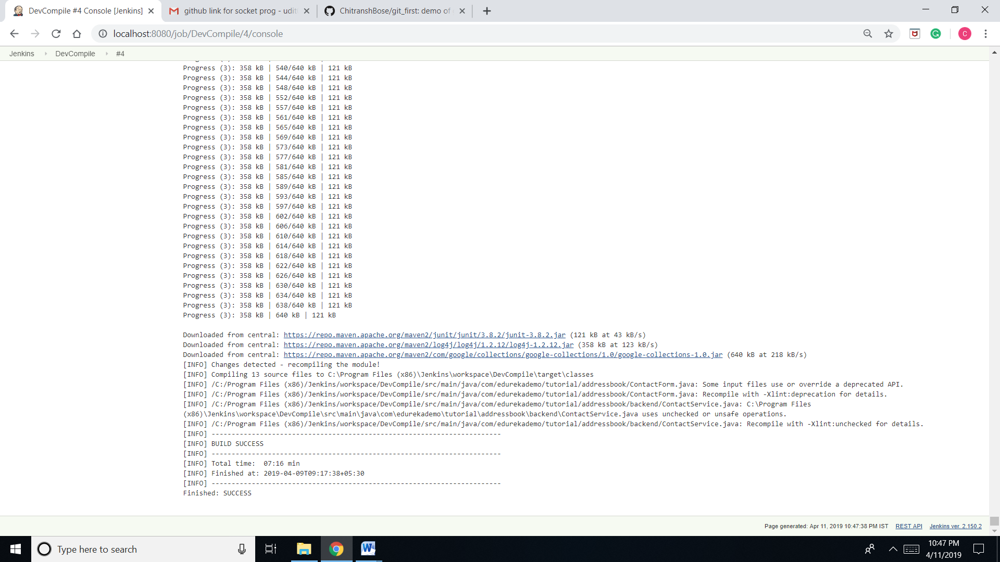 DevCompile #4 Console [Jenkins]
github link for socket prog - udit
ChitranshBose/git_first: demo of
localhost:8080/job/DevCompile/4/console
C
Jenkins
DevCompile
#4
Progress (3): 358 kB | 540/640 kB | 121 kB
Progress (3): 358 kB | 544/640 kB | 121 kB
Progress (3): 358 kB | 548/640 kB | 121 kB
Progress (3): 358 kB | 552/640 kB | 121 kB
Progress (3): 358 kB | 557/640 kB | 121 kB
Progress (3): 358 kB | 561/640 kB | 121 kB
Progress (3): 358 kB | 565/640 kB | 121 kB
Progress (3): 358 kB | 569/640 kB | 121 kB
Progress (3): 358 kB | 573/640 kB | 121 kB
Progress (3): 358 kB | 577/640 kB | 121 kB
Progress (3): 358 kB | 581/640 kB | 121 kB
Progress (3): 358 kB | 585/640 kB | 121 kB
Progress (3): 358 kB | 589/640 kB | 121 kB
Progress (3): 358 kB | 593/640 kB | 121 kB
Progress (3): 358 kB | 597/640 kB | 121 kB
Progress (3): 358 kB | 602/640 kB | 121 kB
Progress (3): 358 kB | 606/640 kB | 121 kB
Progress (3): 358 kB | 610/640 kB | 121 kB
Progress (3): 358 kB | 614/640 kB | 121 kB
Progress (3): 358 kB | 618/640 kB | 121 kB
Progress (3): 358 kB | 622/640 kB | 121 kB
Progress (3): 358 kB | 626/640 kB | 121 kB
Progress (3): 358 kB | 630/640 kB | 121 kB
Progress (3): 358 kB | 634/640 kB | 121 kB
Progress (3): 358 kB | 638/640 kB | 121 kB
Progress (3): 358 kB | 640 kB | 121 kB
Downloaded from central: https://repo.maven.apache.org/maven2/junit/junit/3.8.2/junit-3.8.2.jar (121 kB at 43 kB/s)
Downloaded from central: https://repo.maven.apache.org/maven2/log4j/log4j/1.2.12/log4j-1.2.12.jar (358 kB at 123 kB/s)
Downloaded from central: https://repo.maven.apache.org/maven2/com/google/collections/google-collections/1.0/google-collections-1.0.jar (640 kB at 218 kB/s)
[INFO] Changes detected - recompiling the module!
[INFO] Compiling 13 source files to C:\Program Files (x86)\Jenkins\workspace\DevCompile\target\classes
[INFO] /C:/Program Files (x86)/Jenkins/workspace/DevCompile/src/main/java/com/edurekademo/tutorial/addressbook/ContactForm.java: Some input files use or override a deprecated API.
[INFO] /C:/Program Files (x86)/Jenkins/workspace/DevCompile/src/main/java/com/edurekademo/tutorial/addressbook/ContactForm.java: Recompile with -Xlint:deprecation for details.
[INFO] /C:/Program Files (x86)/Jenkins/workspace/DevCompile/src/main/java/com/edurekademo/tutorial/addressbook/backend/ContactService.java: C:\Program Files
(x86)\Jenkins\workspace\DevCompile\src\main\java\com\edurekademo\tutorial\addressbook\backend\ContactService.java uses unchecked or unsafe operations.
[INFO] /C:/Program Files (x86)/Jenkins/workspace/DevCompile/src/main/java/com/edurekademo/tutorial/addressbook/backend/ContactService.java: Recompile with -Xlint:unchecked for details.
[INFO] ------------------------------------------------------------------------
[INFO] BUILD SUCCESS
[INFO] ------------------------------------------------------------------------
[INFO] Total time:  07:16 min
[INFO] Finished at: 2019-04-09T09:17:38+05:30
[INFO] ------------------------------------------------------------------------
Finished: SUCCESS
Page generated: Apr 11, 2019 10:47:38 PM IST
REST API
Jenkins ver. 2.150.2
Type here to search
10:47 PM
4/11/2019